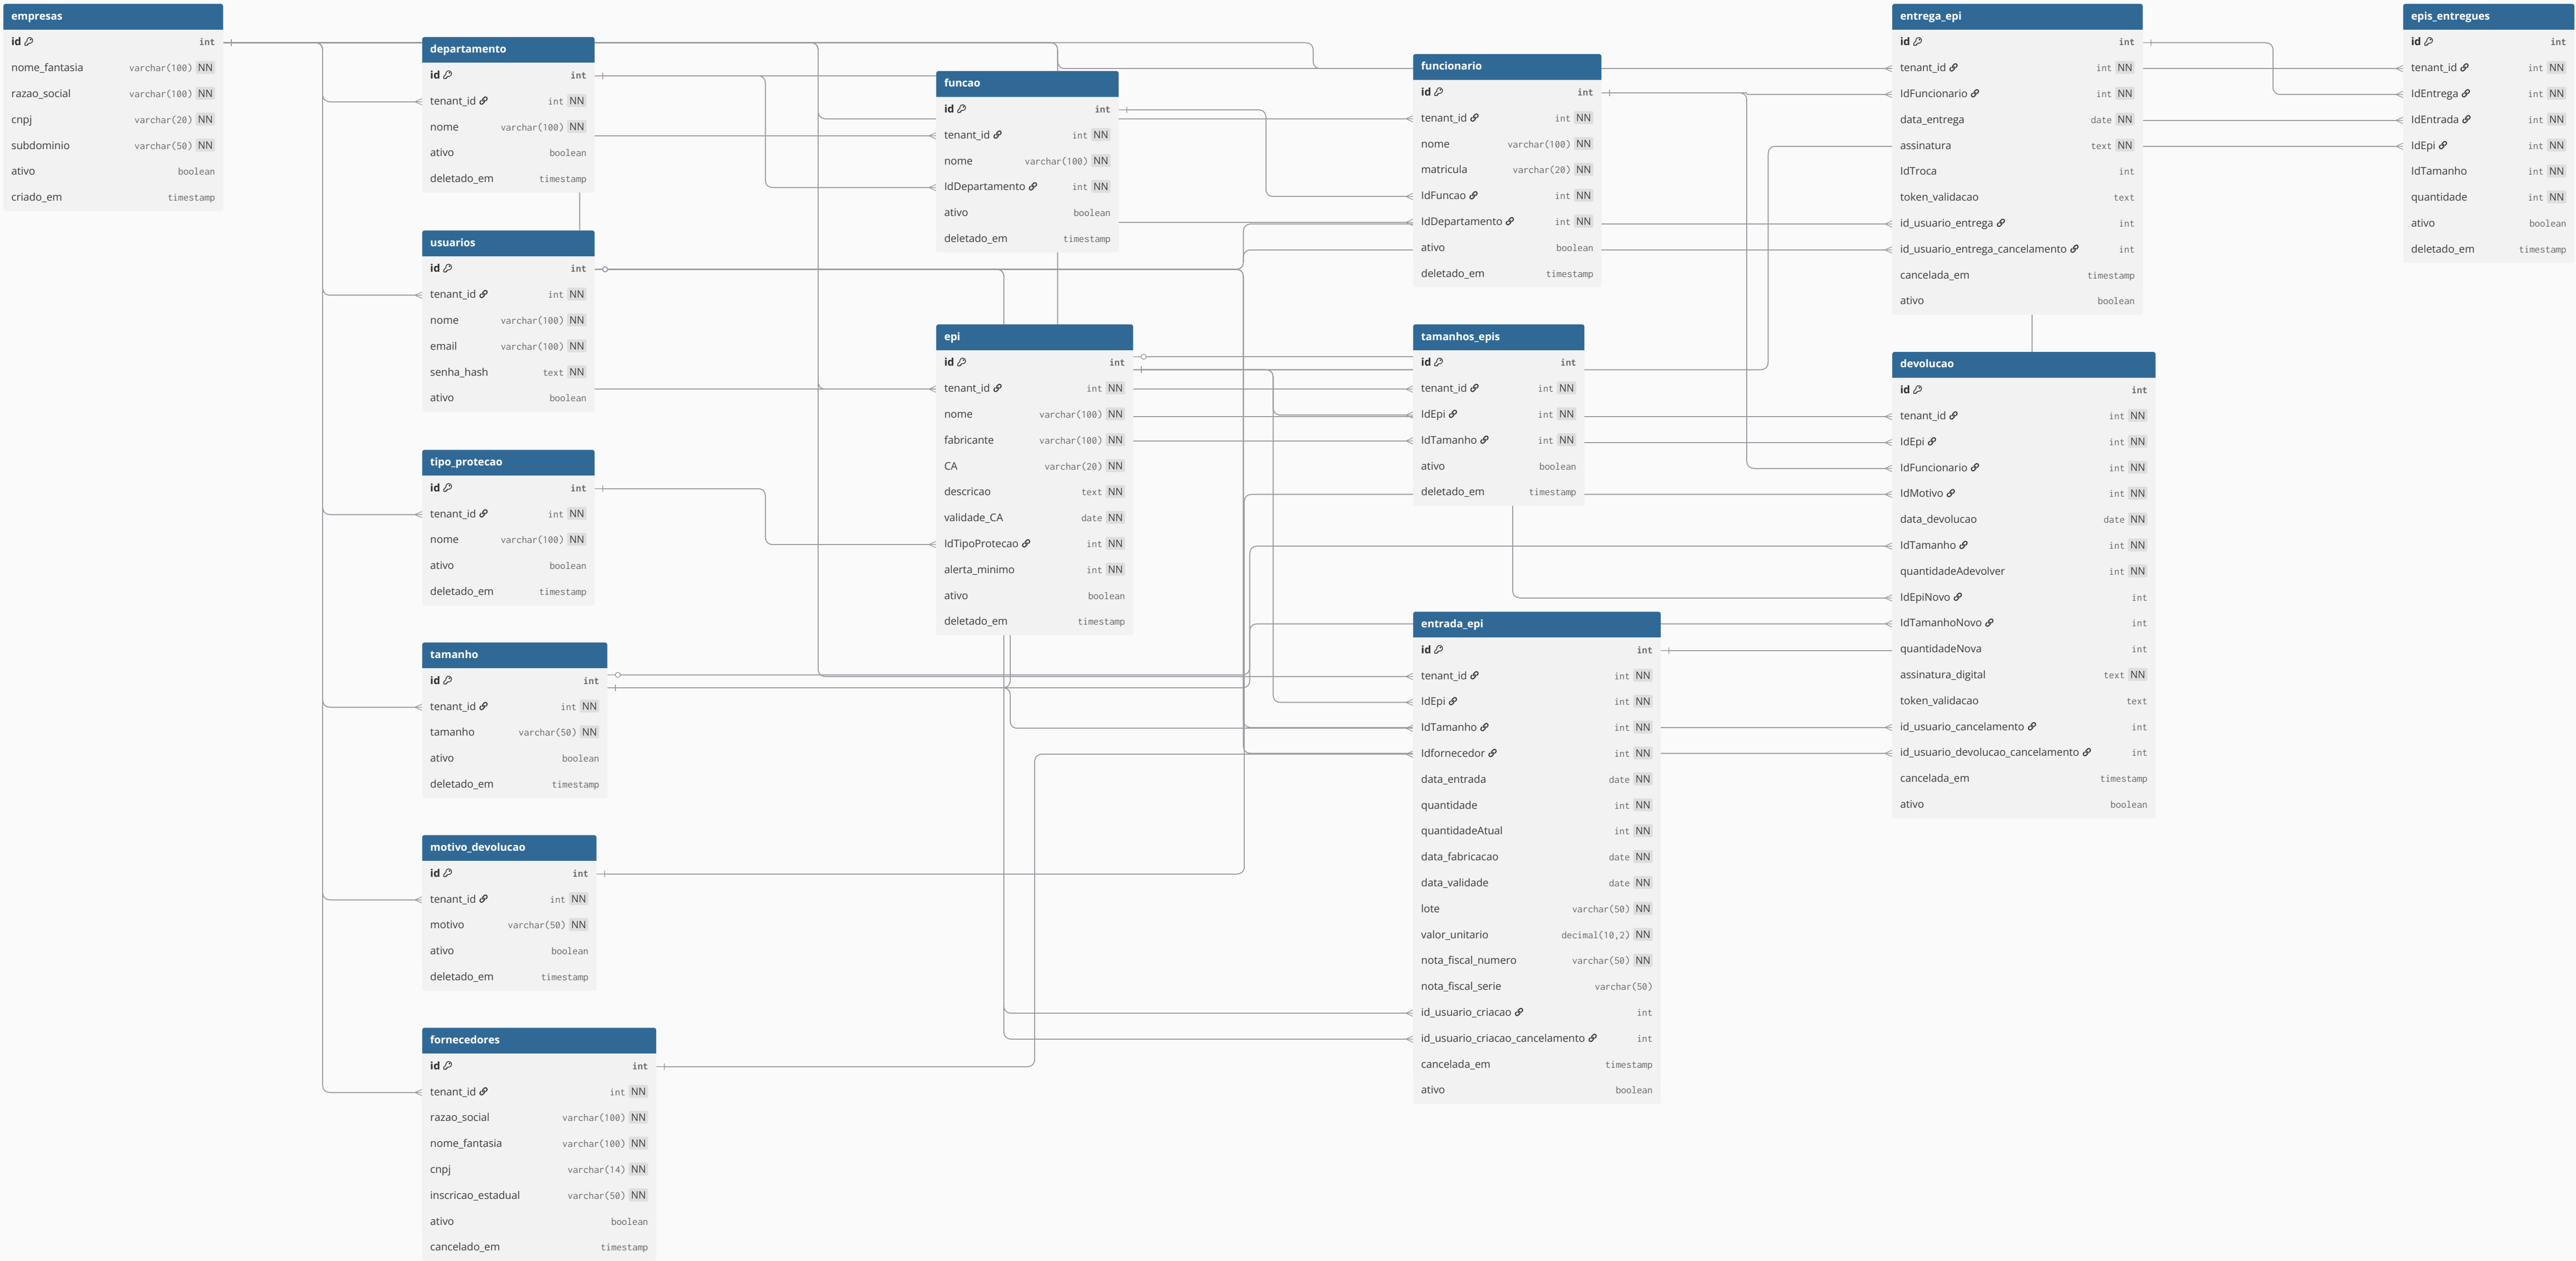 empresas
id int
nome_fantasia varchar(100) NN
razao_social varchar(100) NN
cnpj varchar(20) NN
subdominio varchar(50) NN
ativo boolean
criado_em timestamp
departamento
id int
tenant_id int NN
nome varchar(100) NN
ativo boolean
deletado_em timestamp
usuarios
id int
tenant_id int NN
nome varchar(100) NN
email varchar(100) NN
senha_hash text NN
ativo boolean
tipo_protecao
id int
tenant_id int NN
nome varchar(100) NN
ativo boolean
deletado_em timestamp
tamanho
id int
tenant_id int NN
tamanho varchar(50) NN
ativo boolean
deletado_em timestamp
motivo_devolucao
id int
tenant_id int NN
motivo varchar(50) NN
ativo boolean
deletado_em timestamp
fornecedores
id int
tenant_id int NN
razao_social varchar(100) NN
nome_fantasia varchar(100) NN
cnpj varchar(14) NN
inscricao_estadual varchar(50) NN
ativo boolean
cancelado_em timestamp
funcao
id int
tenant_id int NN
nome varchar(100) NN
IdDepartamento int NN
ativo boolean
deletado_em timestamp
epi
id int
tenant_id int NN
nome varchar(100) NN
fabricante varchar(100) NN
CA varchar(20) NN
descricao text NN
validade_CA date NN
IdTipoProtecao int NN
alerta_minimo int NN
ativo boolean
deletado_em timestamp
funcionario
id int
tenant_id int NN
nome varchar(100) NN
matricula varchar(20) NN
IdFuncao int NN
IdDepartamento int NN
ativo boolean
deletado_em timestamp
tamanhos_epis
id int
tenant_id int NN
IdEpi int NN
IdTamanho int NN
ativo boolean
deletado_em timestamp
entrada_epi
id int
tenant_id int NN
IdEpi int NN
IdTamanho int NN
Idfornecedor int NN
data_entrada date NN
quantidade int NN
quantidadeAtual int NN
data_fabricacao date NN
data_validade date NN
lote varchar(50) NN
valor_unitario decimal(10,2) NN
nota_fiscal_numero varchar(50) NN
nota_fiscal_serie varchar(50)
id_usuario_criacao int
id_usuario_criacao_cancelamento int
cancelada_em timestamp
ativo boolean
entrega_epi
id int
tenant_id int NN
IdFuncionario int NN
data_entrega date NN
assinatura text NN
IdTroca int
token_validacao text
id_usuario_entrega int
id_usuario_entrega_cancelamento int
cancelada_em timestamp
ativo boolean
devolucao
id int
tenant_id int NN
IdEpi int NN
IdFuncionario int NN
IdMotivo int NN
data_devolucao date NN
IdTamanho int NN
quantidadeAdevolver int NN
IdEpiNovo int
IdTamanhoNovo int
quantidadeNova int
assinatura_digital text NN
token_validacao text
id_usuario_cancelamento int
id_usuario_devolucao_cancelamento int
cancelada_em timestamp
ativo boolean
epis_entregues
id int
tenant_id int NN
IdEntrega int NN
IdEntrada int NN
IdEpi int NN
IdTamanho int NN
quantidade int NN
ativo boolean
deletado_em timestamp